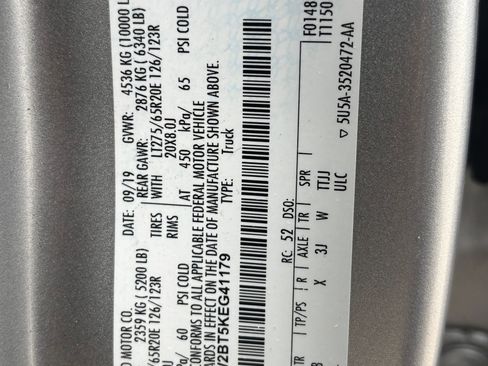 D MOTOR CO.
DATE: 09/19 GVWR: 4536 KG (10000 LB)
2359 KG ( 5200 LB) REAR GAWR: 2876 KG ( 6340 LB)
/65R20E 126/123R TIRES WITH LT275/65R20E 126/123R
RIMS 20X8.0J
/ 60 PSI COLD AT 450 kPa/ 65 PSI COLD
CONFORMS TO ALL APPLICABLE FEDERAL MOTOR VEHICLE
ARDS IN EFFECT ON THE DATE OF MANUFACTURE SHOWN ABOVE.
W2BT5KEG41179 TYPE: Truck
F0148
T1150
RC: 52 DSO:
TR TP/PS R AXLE TR SPR
X 3J W TTJJ
ULC
▽ 5U5A-3520472-AA